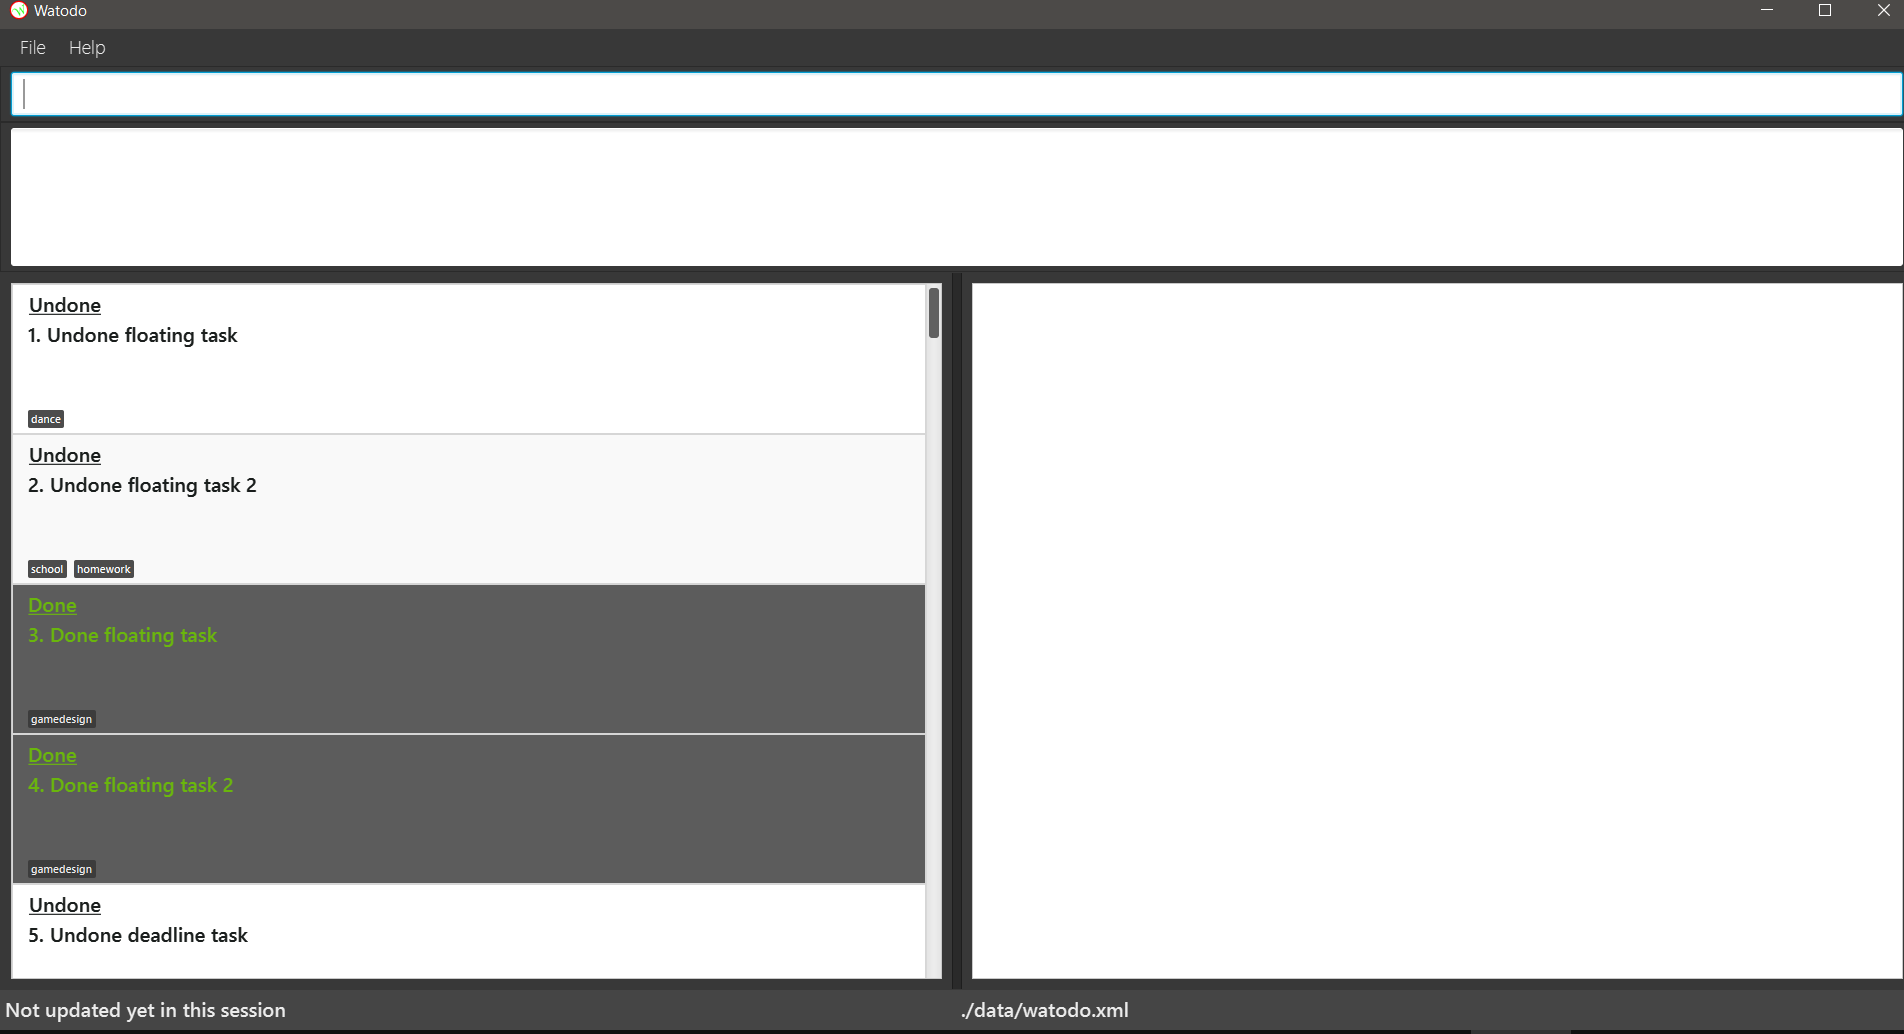 Watodo
File Help
Undone
1. Undone floating task
dance
Undone
2. Undone floating task 2
school homework
Done
3. Done floating task
gamedesign
Done
4. Done floating task 2
gamedesign
Undone
5. Undone deadline task
Not updated yet in this session ./data/watodo.xml